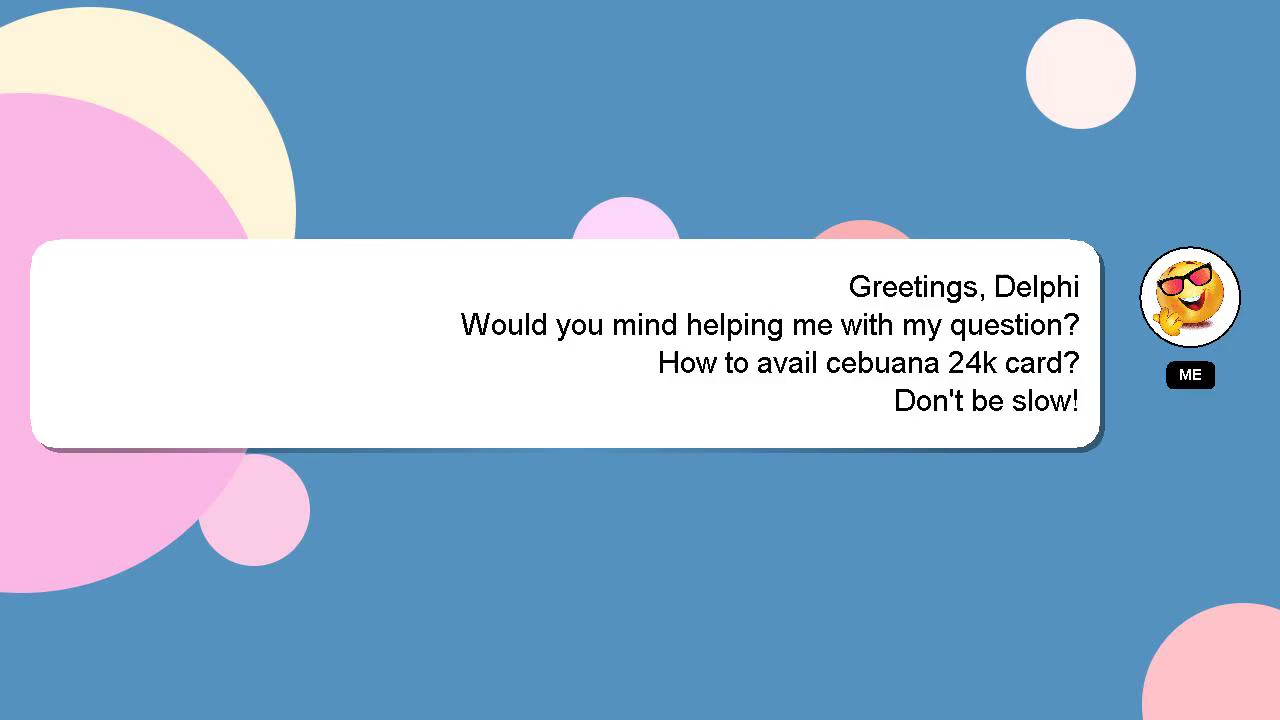 Greetings, Delphi
Would you mind helping me with my question?
How to avail cebuana 24k card?
Don't be slow!
ME